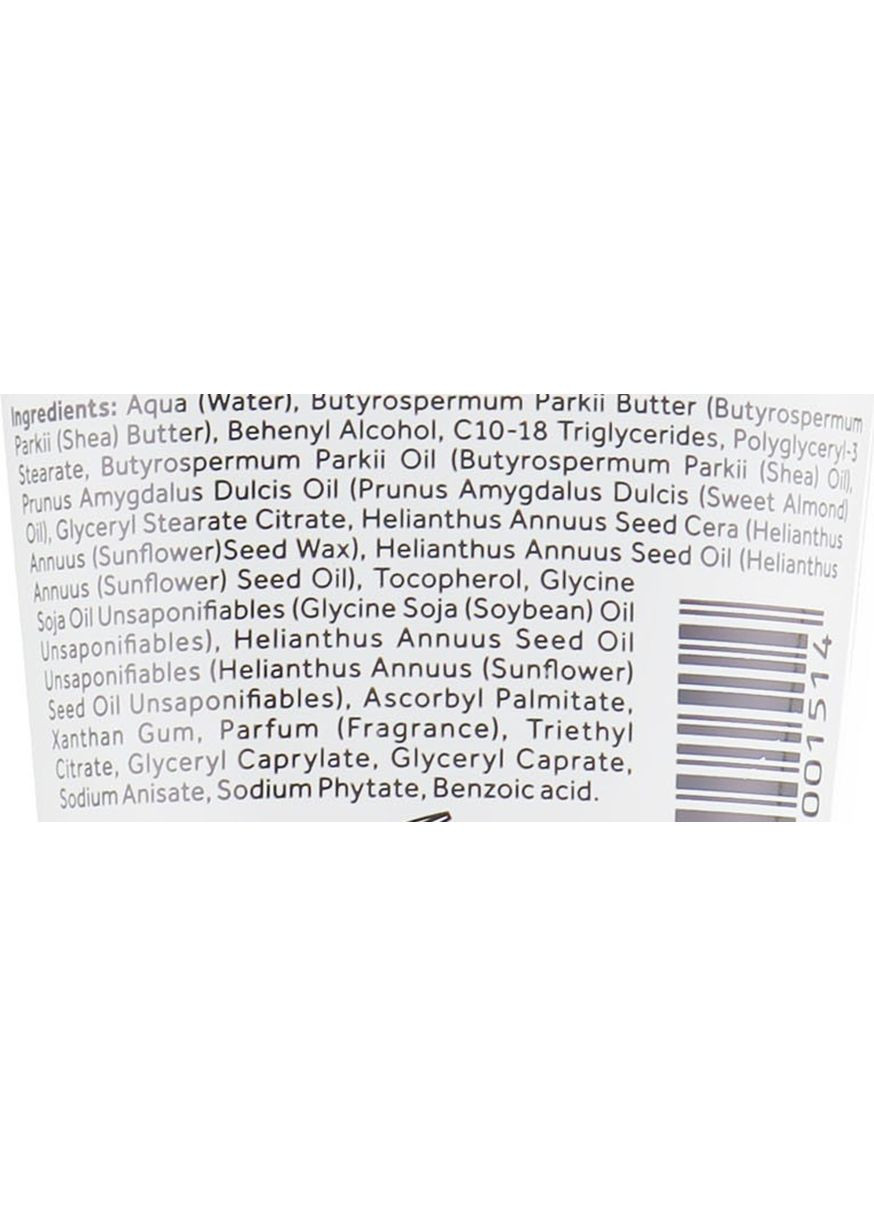 Ingredients: Aqua (Water), Butyrospermum Parkii Butter (Butyrospermum
Parkii (Shea) Butter), Behenyl Alcohol, C10-18 Triglycerides, Polyglyceryl-3
Stearate, Butyrospermum Parkii Oil (Butyrospermum Parkii (Shea) Oil),
Prunus Amygdalus Dulcis Oil (Prunus Amygdalus Dulcis (Sweet Almond)
Oil), Glyceryl Stearate Citrate, Helianthus Annuus Seed Cera (Helianthus
Annuus (Sunflower)Seed Wax), Helianthus Annuus Seed Oil (Helianthus
Annuus (Sunflower) Seed Oil), Tocopherol, Glycine
Soja Oil Unsaponifiables (Glycine Soja (Soybean) Oil
Unsaponifiables), Helianthus Annuus Seed Oil
Unsaponifiables (Helianthus Annuus (Sunflower)
Seed Oil Unsaponifiables), Ascorbyl Palmitate,
Xanthan Gum, Parfum (Fragrance), Triethyl
Citrate, Glyceryl Caprylate, Glyceryl Caprate,
Sodium Anisate, Sodium Phytate, Benzoic acid.
001514